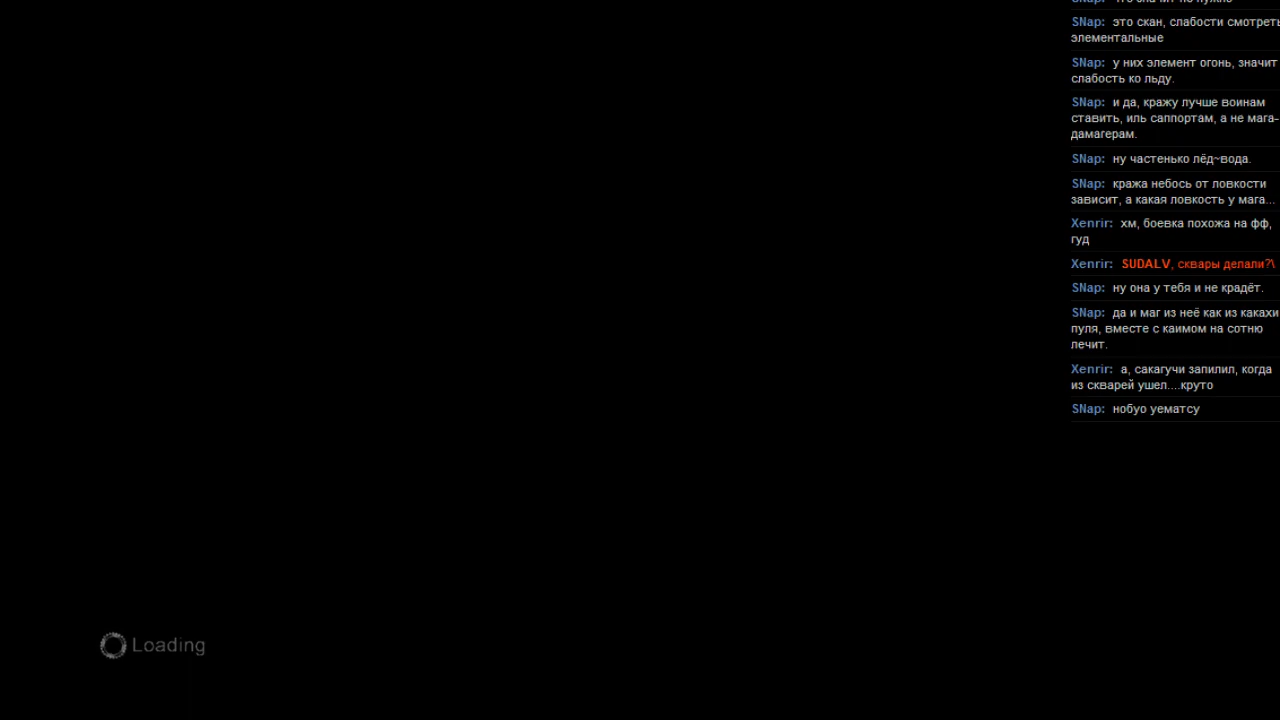 SNap: это скан, слабости смотреть
элементальные
SNap: у них элемент огонь, значит
слабость ко льду.
SNap: и да, кражу лучше воинам
ставить, иль саппортам, а не мага-
дамагерам.
SNap: ну частенько лёд~вода.
SNap: кража небось от ловкости
зависит, а какая ловкость у мага...
Xenrir: хм, боевка похожа на фф,
гуд
Xenrir: SUDALV, сквары делали?\
SNap: ну она у тебя и не крадёт.
SNap: да и маг из неё как из какахи
пуля, вместе с каимом на сотню
лечит.
Xenrir: а, сакагучи запилил, когда
из скварей ушел....круто
SNap: нобуо уематсу
Loading